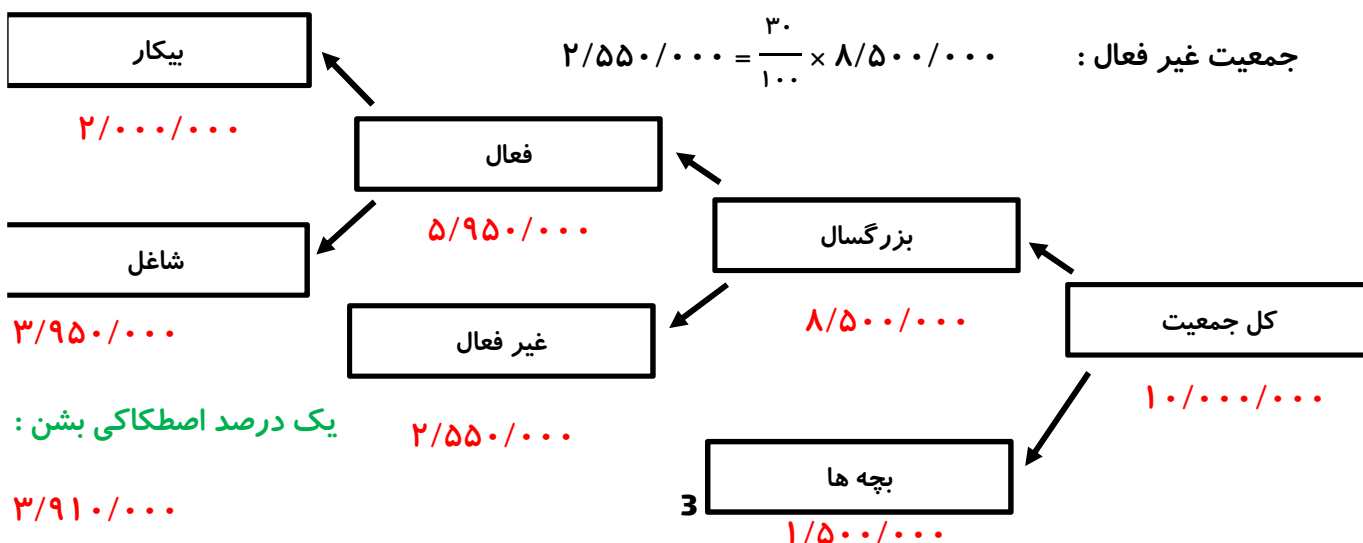 جمعیت غیر فعال : ۲/۵۵۰/۰۰۰ = ۳۰/۱۰۰ × ۸/۵۰۰/۰۰۰
کل جمعیت
۱۰/۰۰۰/۰۰۰
بزرگسال
۸/۵۰۰/۰۰۰
بچه ها
3
۱/۵۰۰/۰۰۰
فعال
۵/۹۵۰/۰۰۰
غیر فعال
۲/۵۵۰/۰۰۰
بیکار
۲/۰۰۰/۰۰۰
شاغل
۳/۹۵۰/۰۰۰
یک درصد اصطکاکی بشن :
۳/۹۱۰/۰۰۰